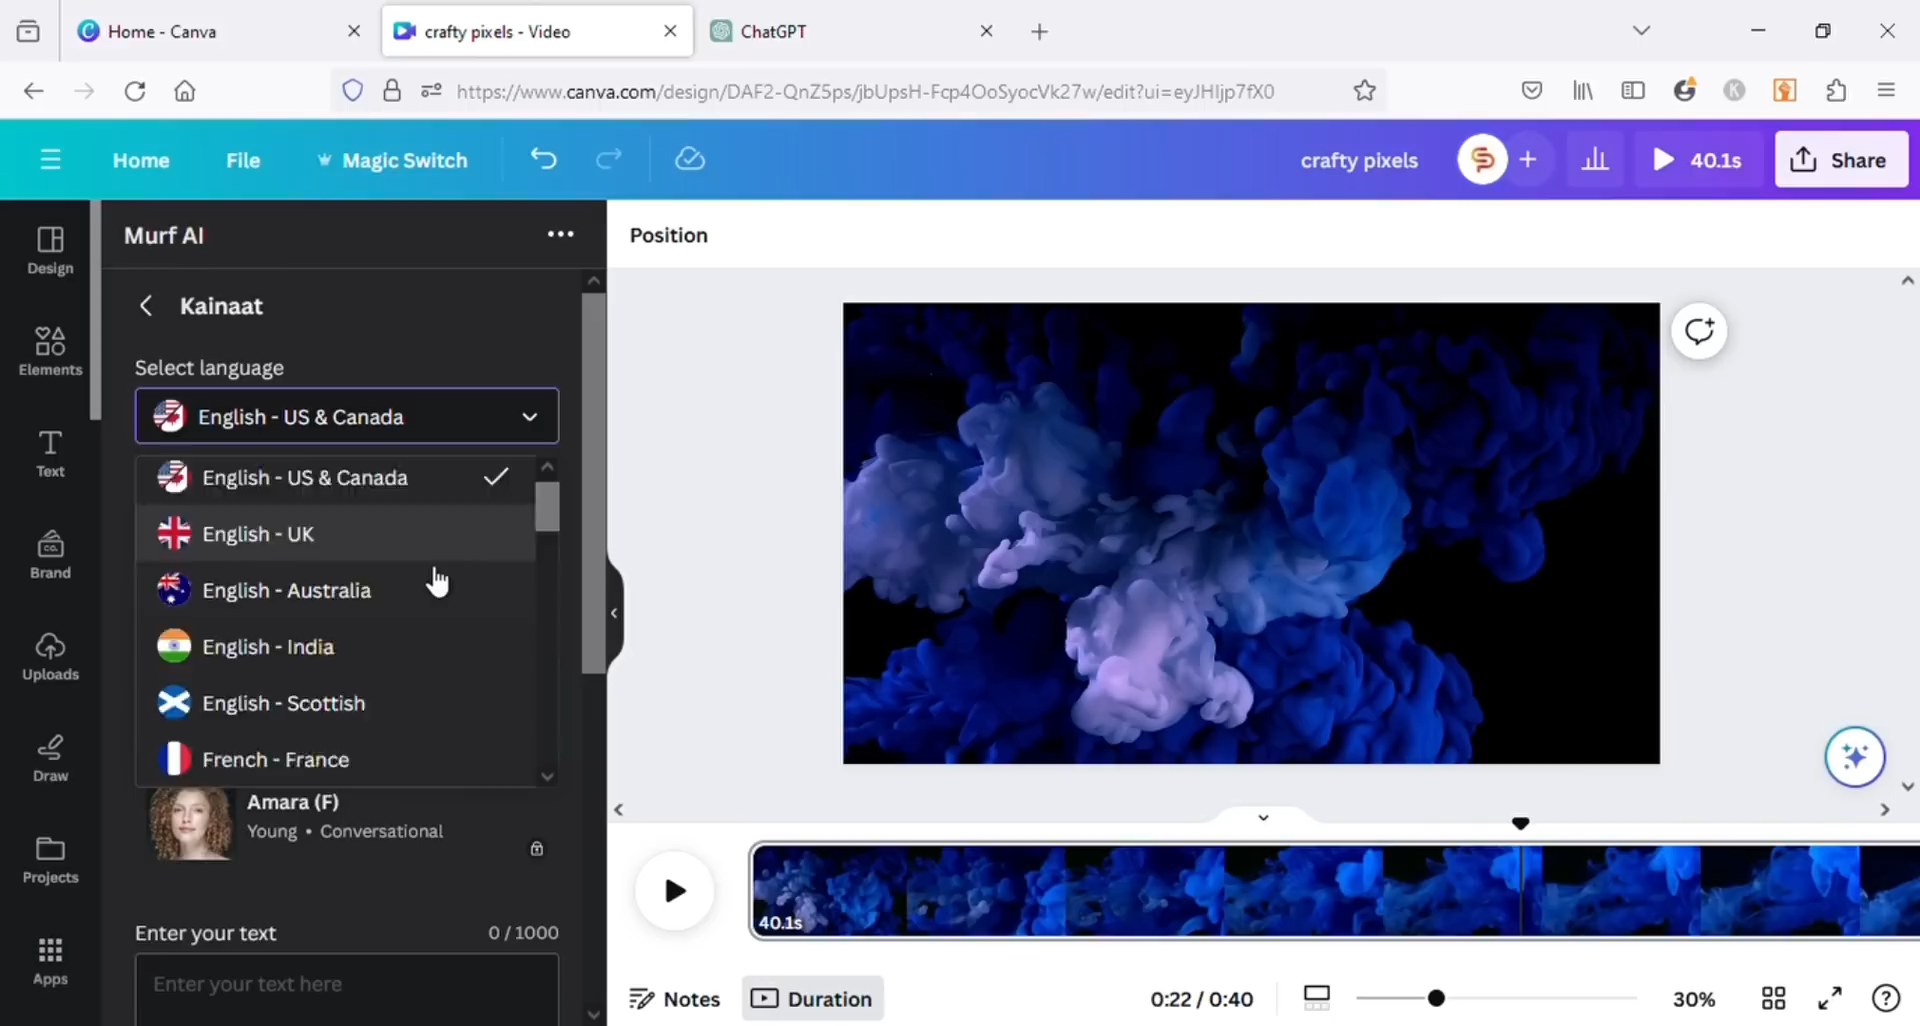 Home - Canva
crafty pixels - Video
ChatGPT
https://www.canva.com/design/DAF2-QnZ5ps/jbUpsH-Fcp4OoSyocVk27w/edit?ui=eyJHIjp7fX0
Home
File
Magic Switch
crafty pixels
40.1s
Share
Design
Elements
Text
Brand
Uploads
Draw
Projects
Apps
Murf AI
Kainaat
Select language
English - US & Canada
English - US & Canada
English - UK
English - Australia
English - India
English - Scottish
French - France
Amara (F)
Young • Conversational
Enter your text 0 / 1000
Enter your text here
Position
40.1s
Notes
Duration
0:22 / 0:40
30%